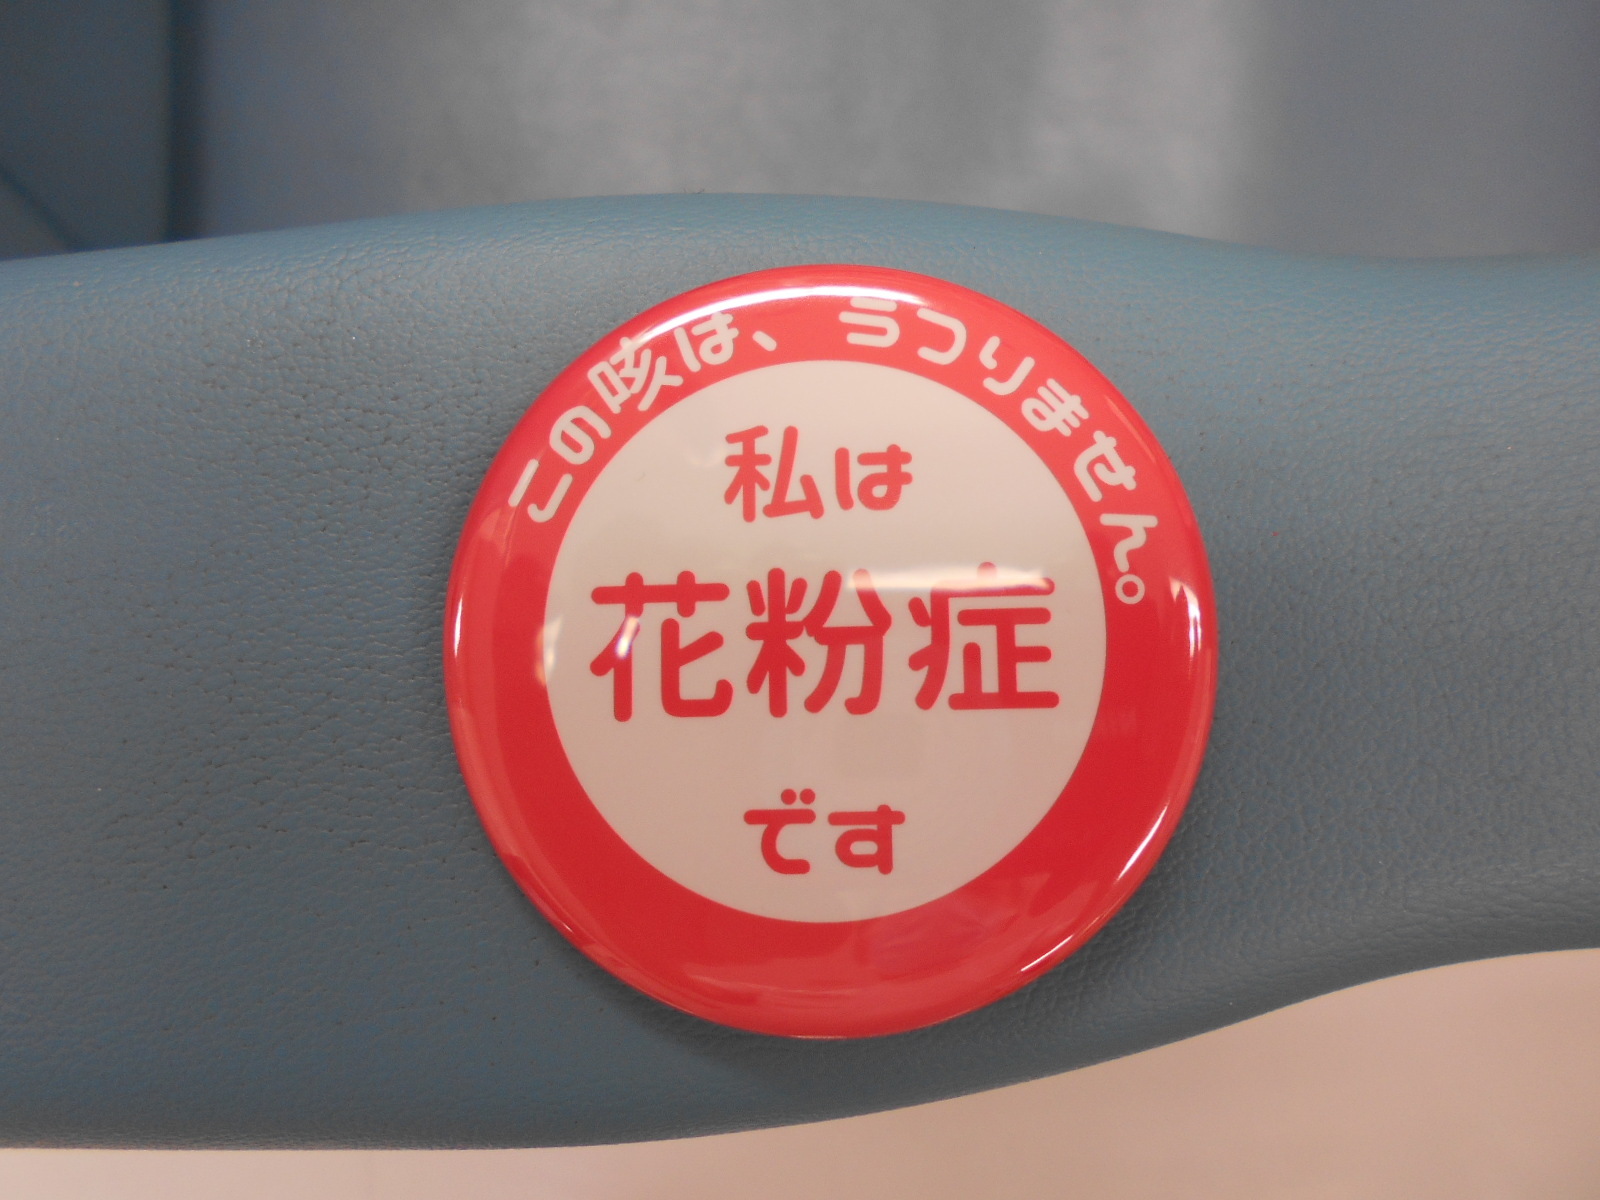 この咳は、うつりません。
私は
花粉症
です